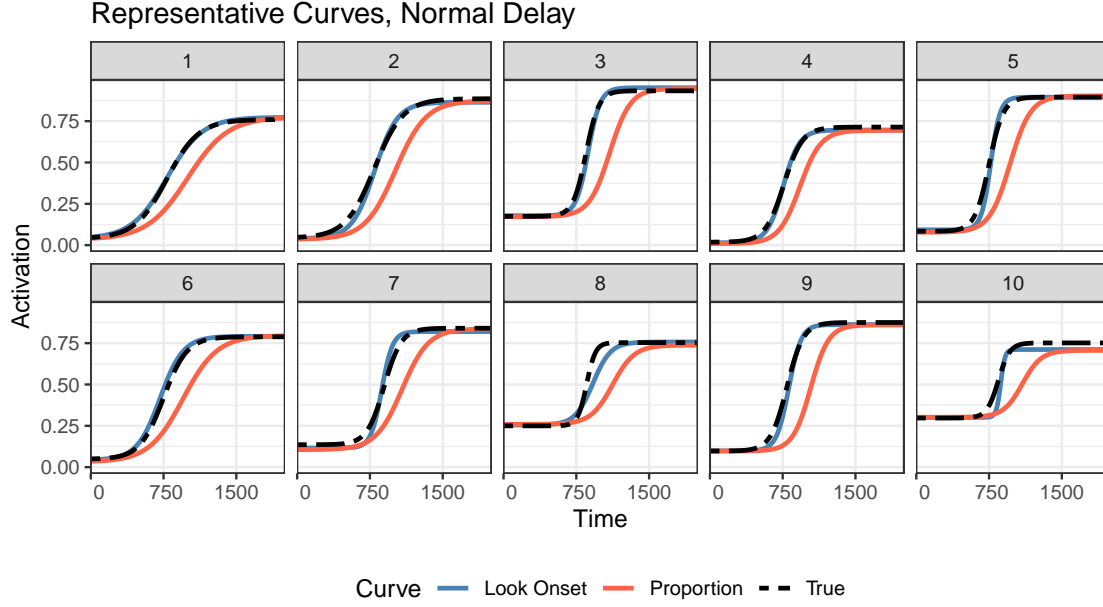 Representative Curves, Normal Delay
1 2 3 4 5
0.75
0.50
0.25
0.00
Activation
6 7 8 9 10
0.75
0.50
0.25
0.00
0 750 1500 0 750 1500 0 750 1500 0 750 1500 0 750 1500
Time
Curve Look Onset Proportion True